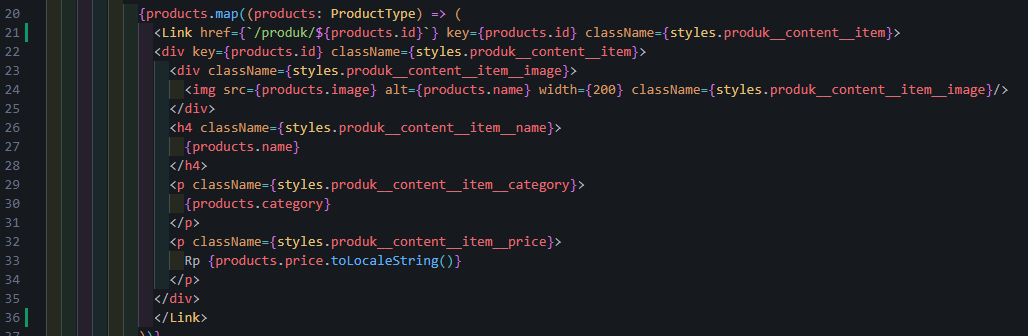 20 {products.map((products: ProductType) => (
21 <Link href={`/produk/${products.id}`} key={products.id} className={styles.produk__content__item}>
22 <div key={products.id} className={styles.produk__content__item}>
23 <div className={styles.produk__content__item__image}>
24 <img src={products.image} alt={products.name} width={200} className={styles.produk__content__item__image}/>
25 </div>
26 <h4 className={styles.produk__content__item__name}>
27 {products.name}
28 </h4>
29 <p className={styles.produk__content__item__category}>
30 {products.category}
31 </p>
32 <p className={styles.produk__content__item__price}>
33 Rp {products.price.toLocaleString()}
34 </p>
35 </div>
36 </Link>
37 ))}